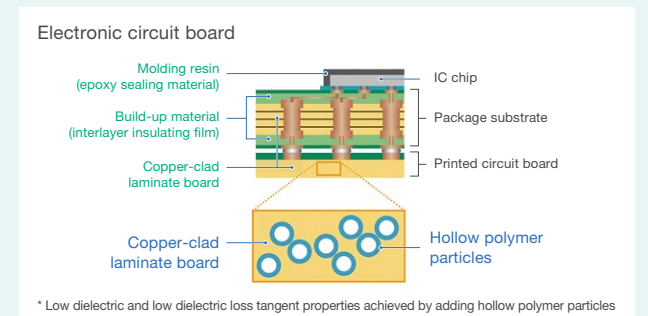 Electronic circuit board
Molding resin
(epoxy sealing material)
IC chip
Build-up material
(interlayer insulating film)
Package substrate
Copper-clad
laminate board
Printed circuit board
Copper-clad
laminate board
Hollow polymer
particles
* Low dielectric and low dielectric loss tangent properties achieved by adding hollow polymer particles